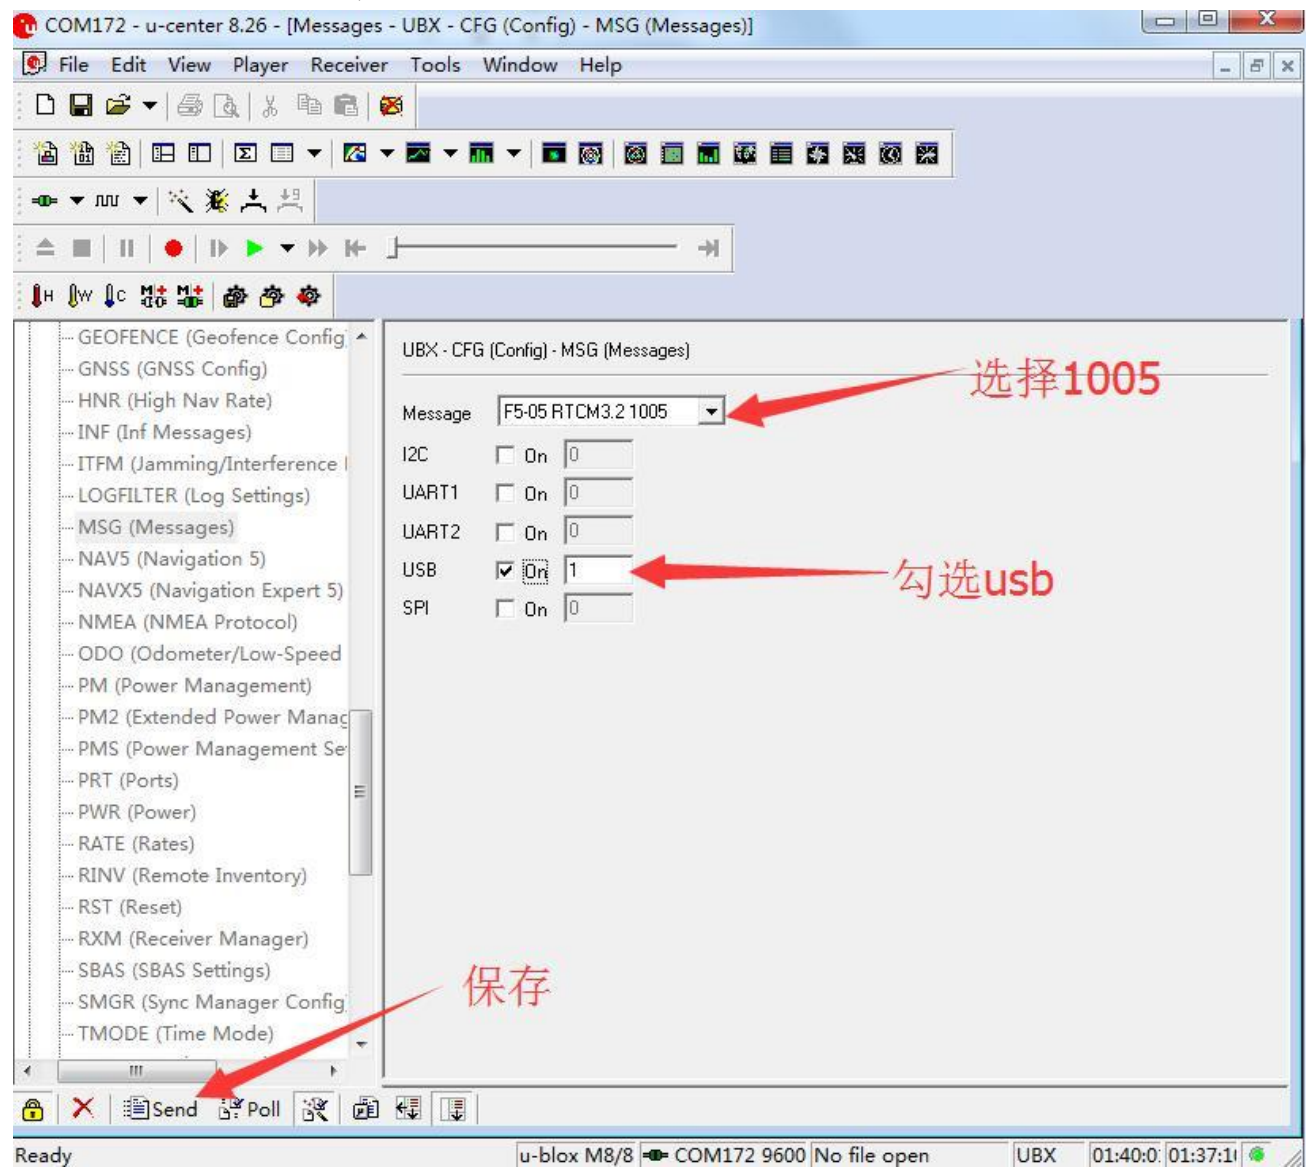 COM172 - u-center 8.26 - [Messages - UBX - CFG (Config) - MSG (Messages)]
File Edit View Player Receiver Tools Window Help
H W C
GEOFENCE (Geofence Config)
GNSS (GNSS Config)
HNR (High Nav Rate)
INF (Inf Messages)
ITFM (Jamming/Interference
LOGFILTER (Log Settings)
MSG (Messages)
NAV5 (Navigation 5)
NAVX5 (Navigation Expert 5)
NMEA (NMEA Protocol)
ODO (Odometer/Low-Speed
PM (Power Management)
PM2 (Extended Power Manag
PMS (Power Management Se
PRT (Ports)
PWR (Power)
RATE (Rates)
RINV (Remote Inventory)
RST (Reset)
RXM (Receiver Manager)
SBAS (SBAS Settings)
SMGR (Sync Manager Config)
TMODE (Time Mode)
UBX - CFG (Config) - MSG (Messages)
选择1005
Message F5-05 RTCM3.2 1005
I2C On 0
UART1 On 0
UART2 On 0
USB On 1
勾选usb
SPI On 0
保存
Send Poll
Ready u-blox M8/8 COM172 9600 No file open UBX 01:40:0 01:37:1